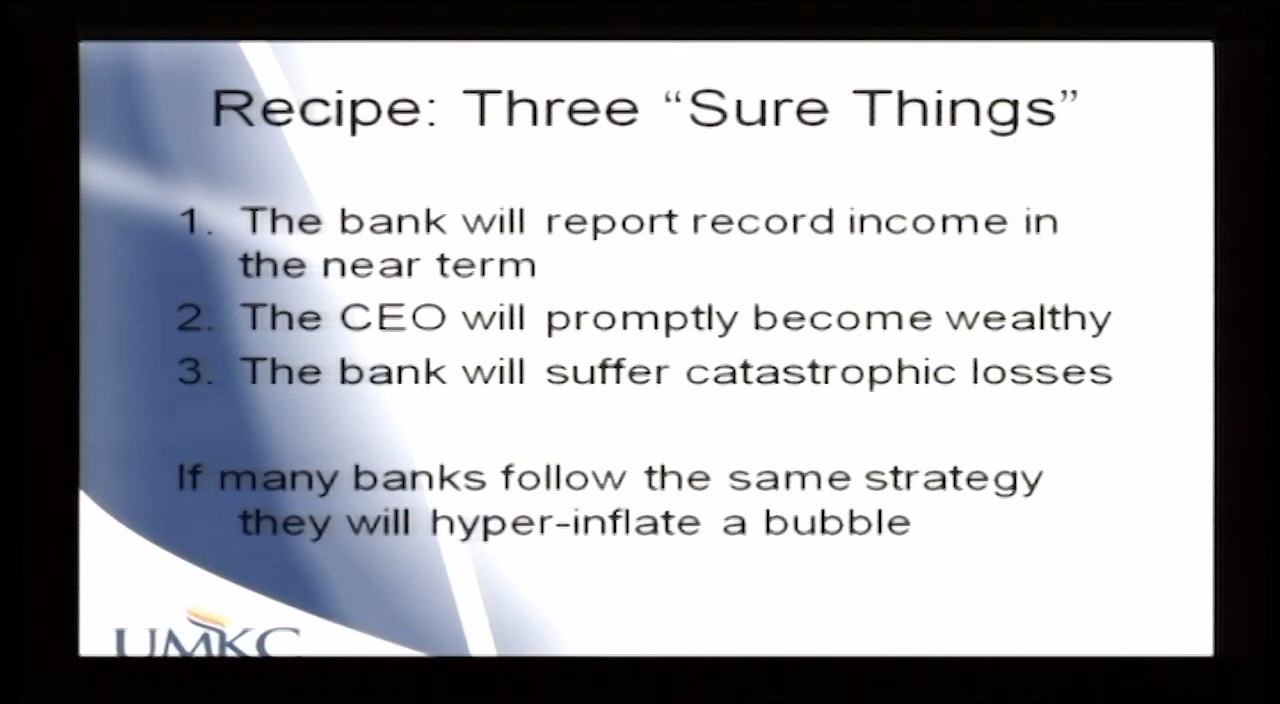 Recipe: Three “Sure Things”
1. The bank will report record income in
the near term
2. The CEO will promptly become wealthy
3. The bank will suffer catastrophic losses
If many banks follow the same strategy
they will hyper-inflate a bubble
UMKC